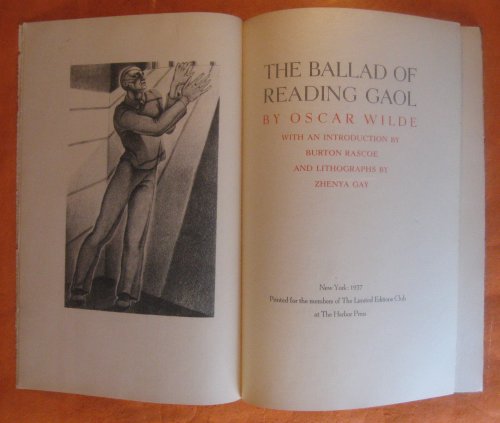 THE BALLAD OF
READING GAOL
BY OSCAR WILDE
WITH AN INTRODUCTION BY
BURTON RASCOE
AND LITHOGRAPHS BY
ZHENYA GAY
New York : 1937
Printed for the members of The Limited Editions Club
at The Harbor Press